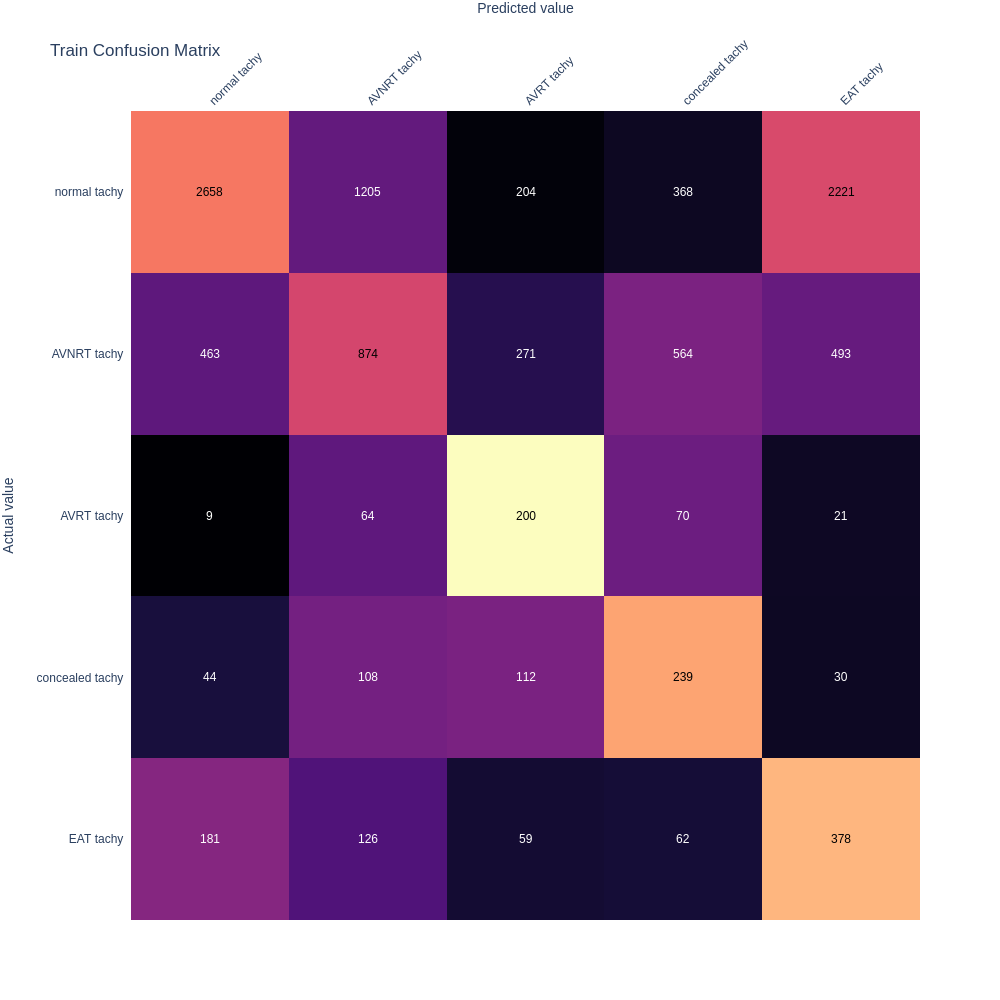 Predicted value
Train Confusion Matrix
normal tachy AVNRT tachy AVRT tachy concealed tachy EAT tachy
normal tachy 2658 1205 204 368 2221
AVNRT tachy 463 874 271 564 493
AVRT tachy 9 64 200 70 21
concealed tachy 44 108 112 239 30
EAT tachy 181 126 59 62 378
Actual value